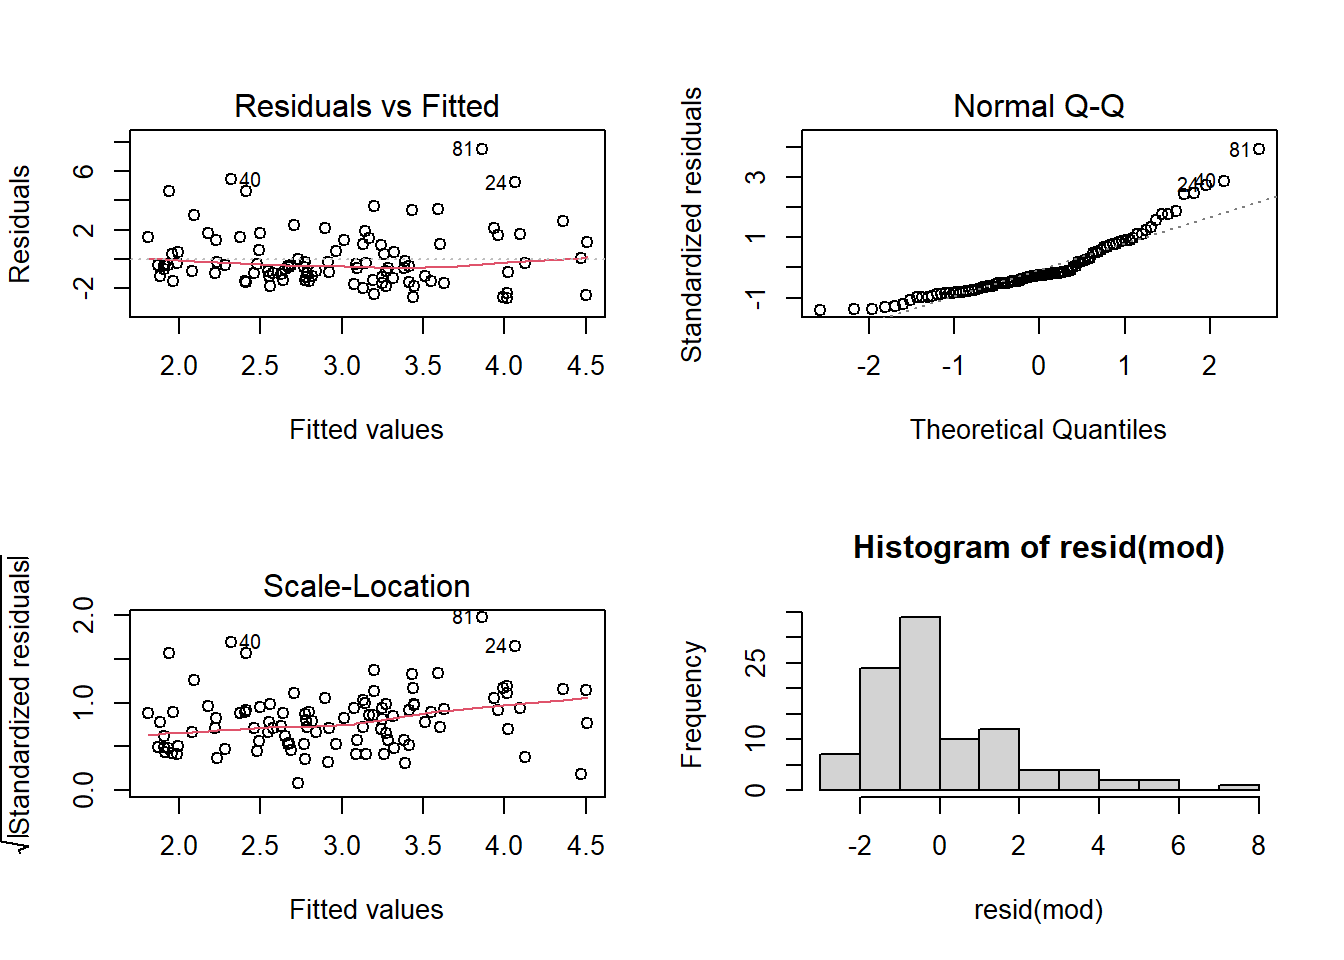 Residuals vs Fitted
Residuals
6
2
-2
81
40
24
2.0 2.5 3.0 3.5 4.0 4.5
Fitted values
Normal Q-Q
Standardized residuals
3
1
-1
81
24
40
-2 -1 0 1 2
Theoretical Quantiles
Scale-Location
√|Standardized residuals|
2.0
1.0
0.0
81
40
24
2.0 2.5 3.0 3.5 4.0 4.5
Fitted values
Histogram of resid(mod)
Frequency
25
10
0
-2 0 2 4 6 8
resid(mod)